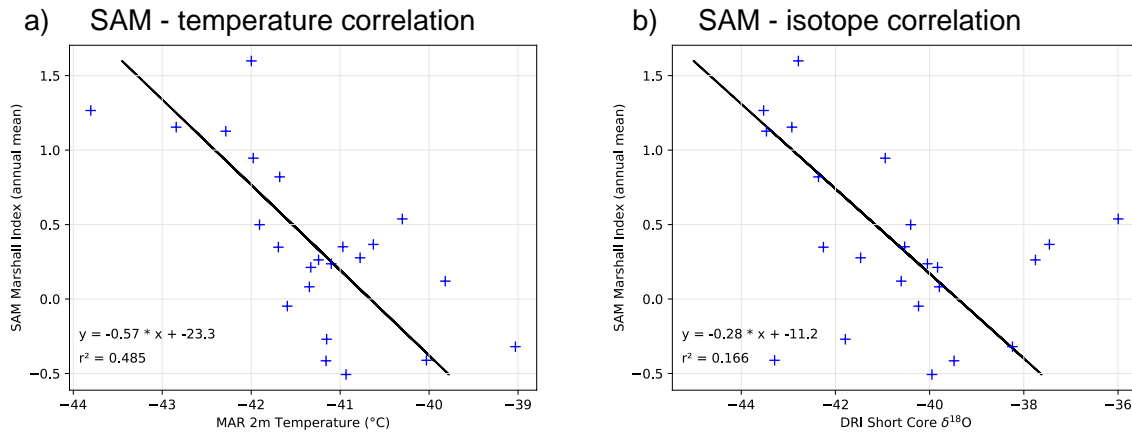 a) SAM - temperature correlation
SAM Marshall Index (annual mean)
1.5
1.0
0.5
0.0
−0.5
y = -0.57 * x + -23.3
r² = 0.485
−44 −43 −42 −41 −40 −39
MAR 2m Temperature (°C)
b) SAM - isotope correlation
SAM Marshall Index (annual mean)
1.5
1.0
0.5
0.0
−0.5
y = -0.28 * x + -11.2
r² = 0.166
−44 −42 −40 −38 −36
DRI Short Core δ¹⁸O